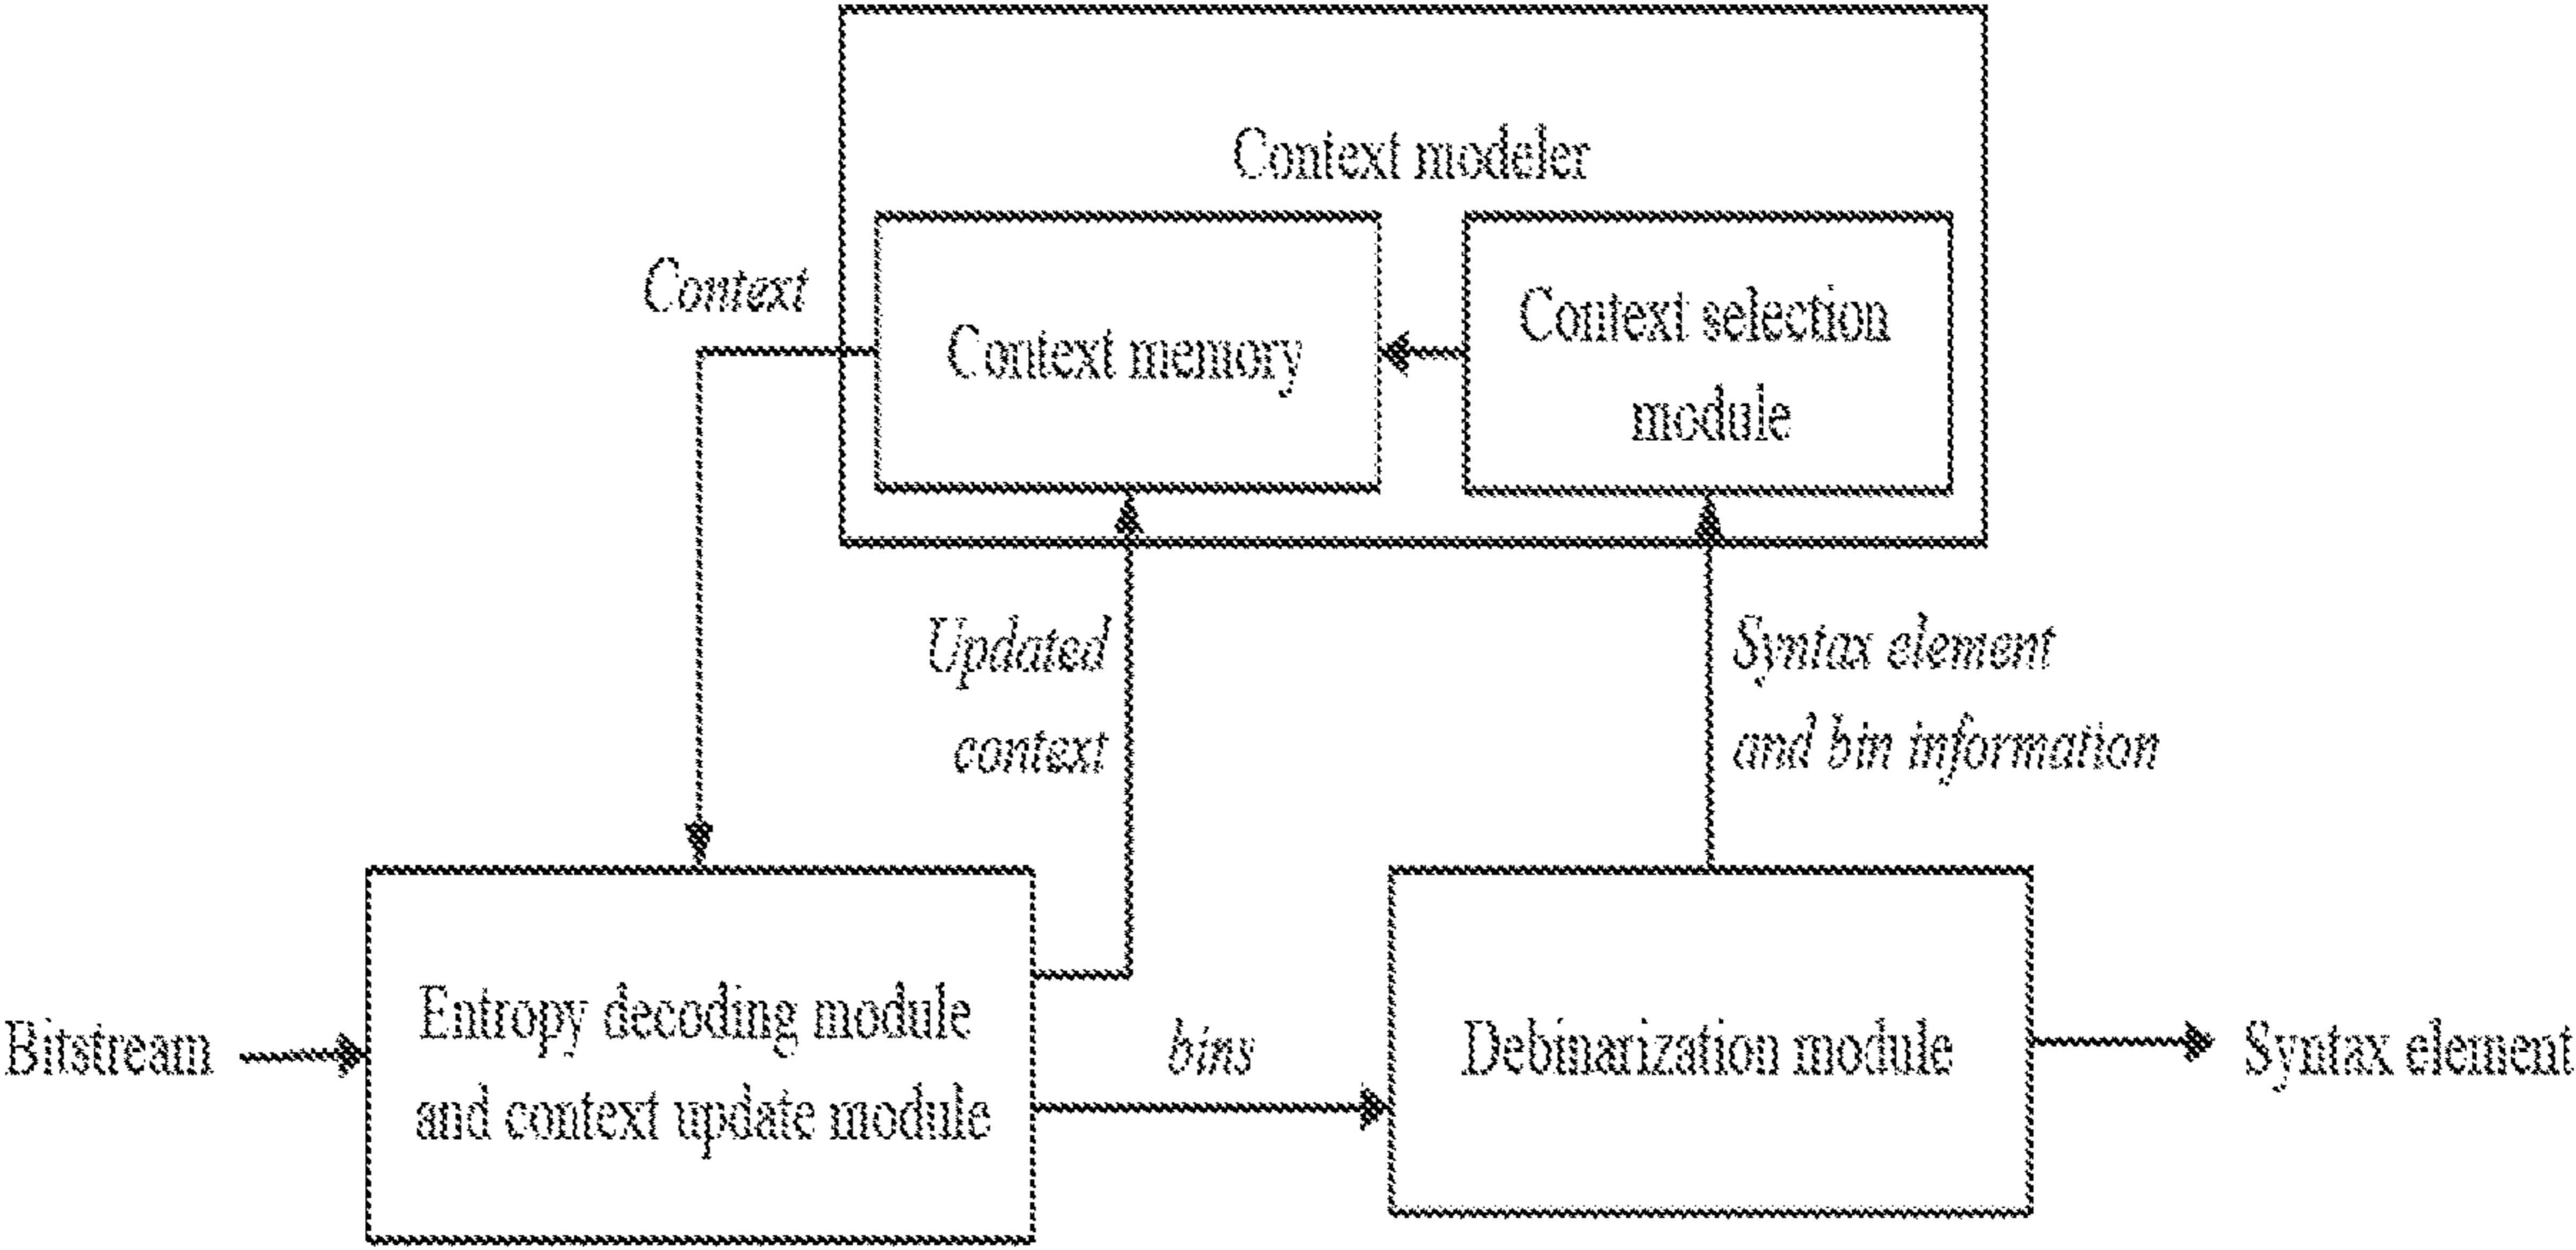 Context modeler
Context
Context memory
Context selection
module
Updated
context
Syntax element
and bin information
Bitstream
Entropy decoding module
and context update module
bins
Debinarization module
Syntax element